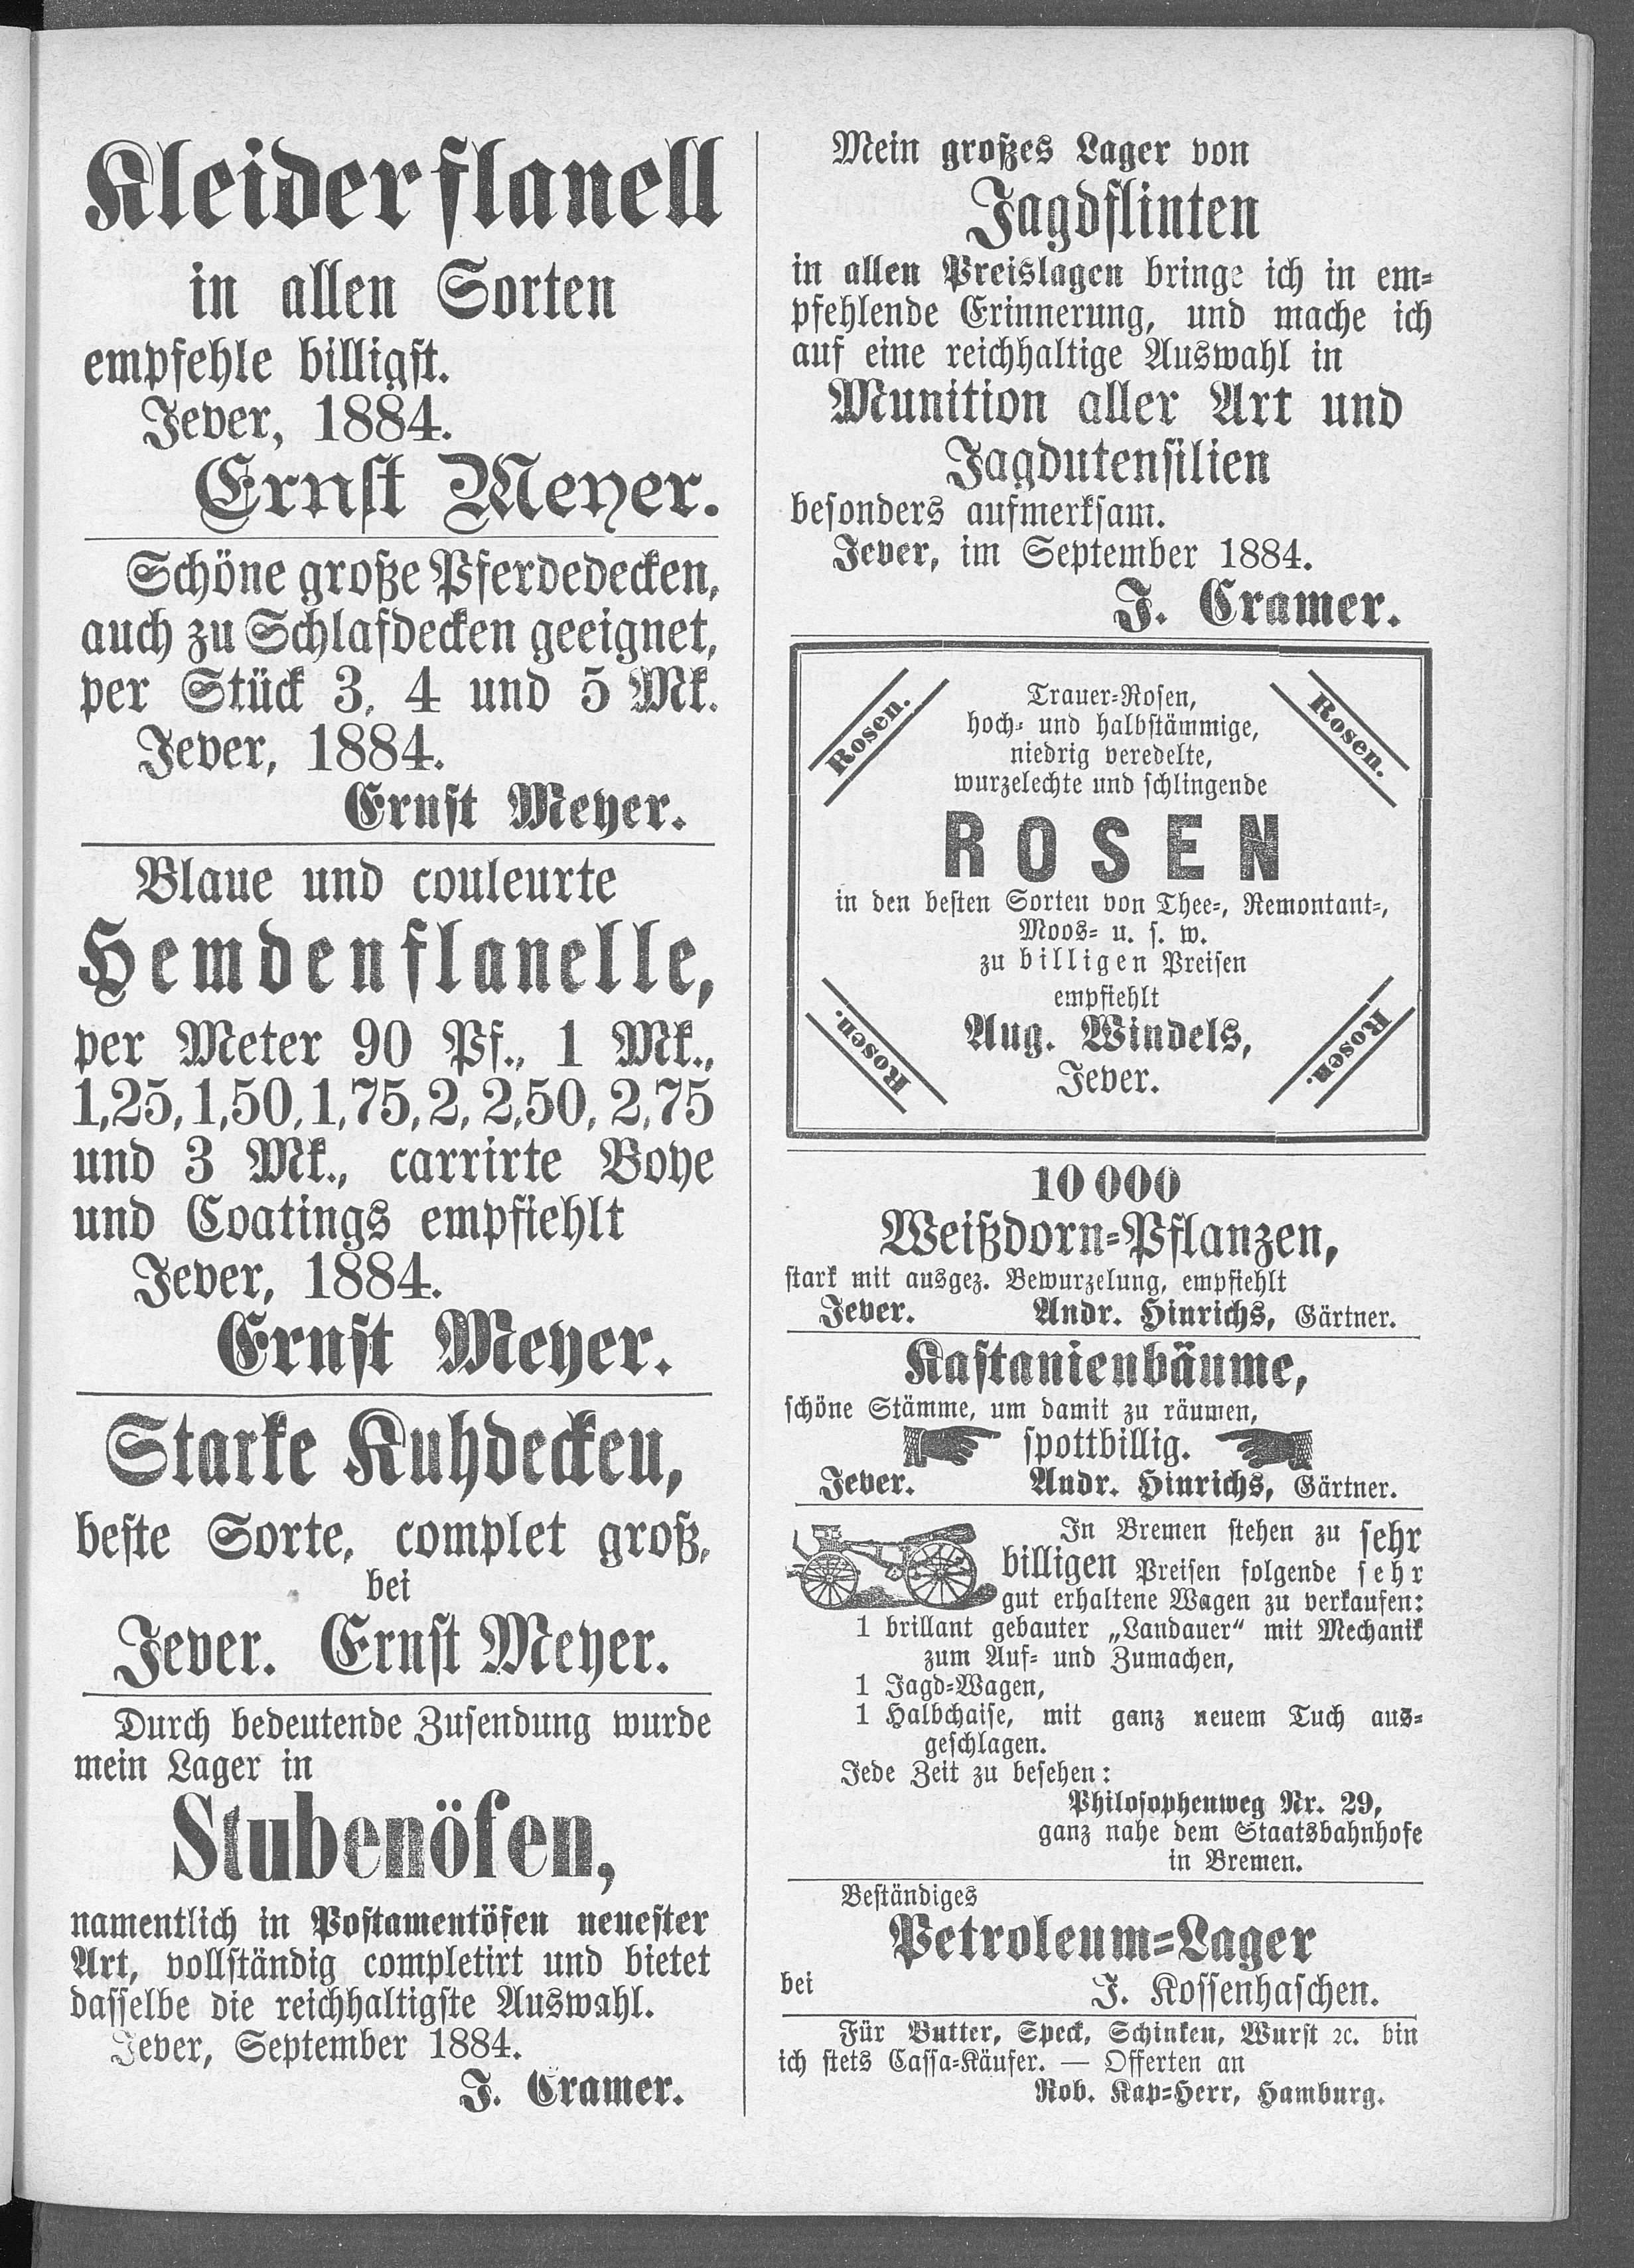 Kleiderflanell
in allen Sorten
empfehle billigst.
Jever, 1884.
Ernst Meyer.
Schöne große Pferdedecken,
auch zu Schlafdecken geeignet,
per Stück 3, 4 und 5 Mk.
Jever, 1884.
Ernst Meyer.
Blaue und couleurte
Hemdenflanelle,
per Meter 90 Pf., 1 Mk.,
1,25, 1,50, 1,75, 2, 2,50, 2,75
und 3 Mk., carrirte Boye
und Coatings empfiehlt
Jever, 1884.
Ernst Meyer.
Starke Kuhdecken,
beste Sorte, complet groß,
bei
Jever. Ernst Meyer.
Durch bedeutende Zusendung wurde
mein Lager in
Stubenöfen,
namentlich in Postamentöfen neuester
Art, vollständig completirt und bietet
dasselbe die reichhaltigste Auswahl.
Jever, September 1884.
J. Cramer.
Mein großes Lager von
Jagdflinten
in allen Preislagen bringe ich in em-
pfehlende Erinnerung, und mache ich
auf eine reichhaltige Auswahl in
Munition aller Art und
Jagdutensilien
besonders aufmerksam.
Jever, im September 1884.
J. Cramer.
Rosen.
Rosen.
Trauer-Rosen,
hoch- und halbstämmige,
niedrig veredelte,
wurzelechte und schlingende
ROSEN
in den besten Sorten von Thee-, Remontant-,
Moos- u. s. w.
zu billigen Preisen
empfiehlt
Aug. Windels,
Jever.
Rosen.
Rosen.
10 000
Weißdorn-Pflanzen,
stark mit ausgez. Bewurzelung, empfiehlt
Jever. Andr. Hinrichs, Gärtner.
Kastanienbäume,
schöne Stämme, um damit zu räumen,
spottbillig.
Jever. Andr. Hinrichs, Gärtner.
In Bremen stehen zu sehr
billigen Preisen folgende sehr
gut erhaltene Wagen zu verkaufen:
1 brillant gebauter „Landauer“ mit Mechanik
zum Auf- und Zumachen,
1 Jagd-Wagen,
1 Halbchaise, mit ganz neuem Tuch aus-
geschlagen.
Jede Zeit zu besehen:
Philosophenweg Nr. 29,
ganz nahe dem Staatsbahnhofe
in Bremen.
Beständiges
Petroleum-Lager
bei J. Kossenhaschen.
Für Butter, Speck, Schinken, Wurst ꝛc. bin
ich stets Cassa-Käufer. — Offerten an
Rob. Kap-Herr, Hamburg.